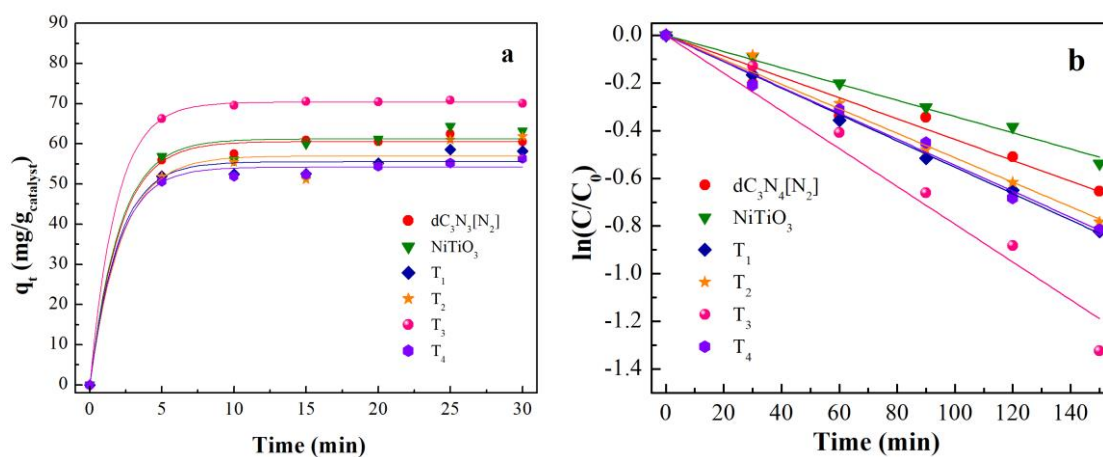 a
q_t (mg/g_catalyst)
90
80
70
60
50
40
30
20
10
0
dC₃N₃[N₂]
NiTiO₃
T₁
T₂
T₃
T₄
0 5 10 15 20 25 30
Time (min)
b
ln(C/C₀)
0.0
-0.2
-0.4
-0.6
-0.8
-1.0
-1.2
-1.4
dC₃N₄[N₂]
NiTiO₃
T₁
T₂
T₃
T₄
0 20 40 60 80 100 120 140
Time (min)